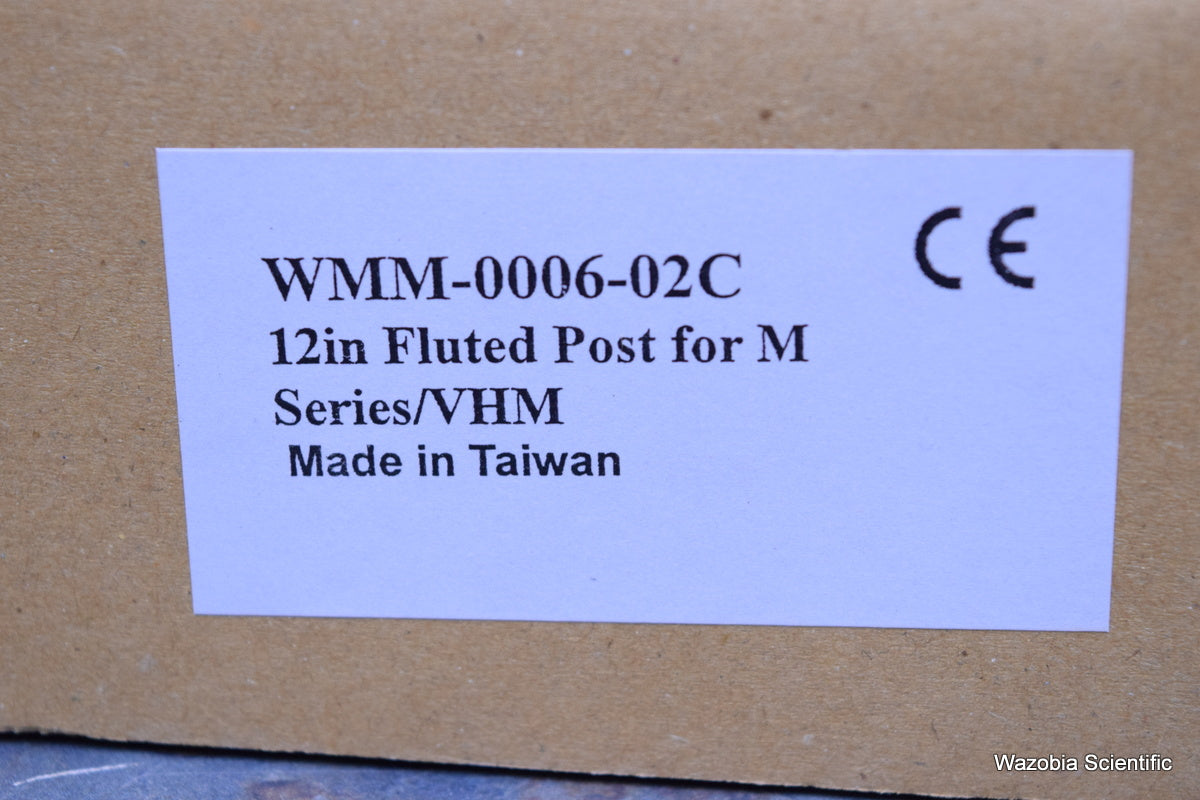 CE
WMM-0006-02C
12in Fluted Post for M
Series/VHM
Made in Taiwan
Wazobia Scientific